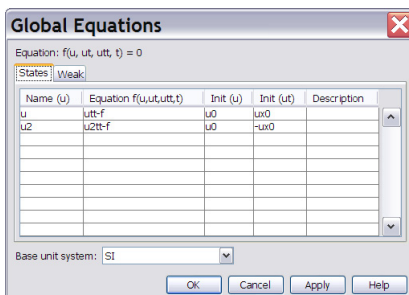 Global Equations
Equation: f(u, ut, utt, t) = 0
States Weak
Name (u) Equation f(u,ut,utt,t) Init (u) Init (ut) Description
u utt-f u0 ux0
u2 u2tt-f u0 -ux0
Base unit system: SI
OK Cancel Apply Help